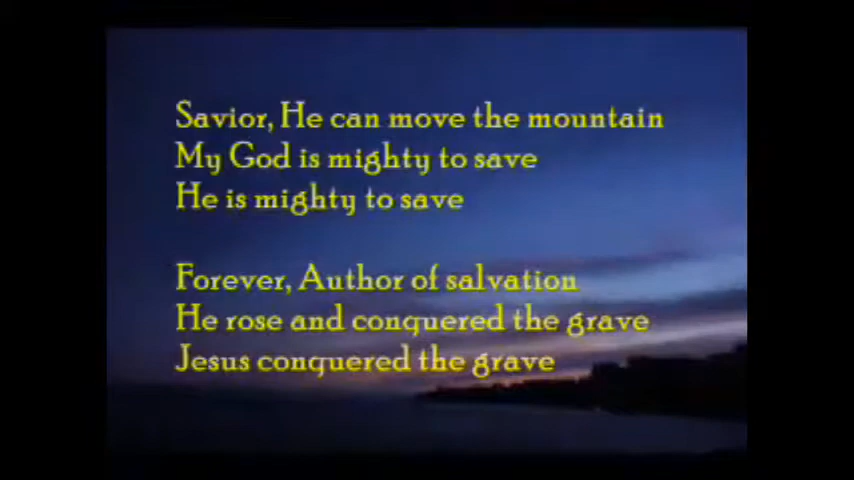 Savior, He can move the mountain
My God is mighty to save
He is mighty to save
Forever, Author of salvation
He rose and conquered the grave
Jesus conquered the grave